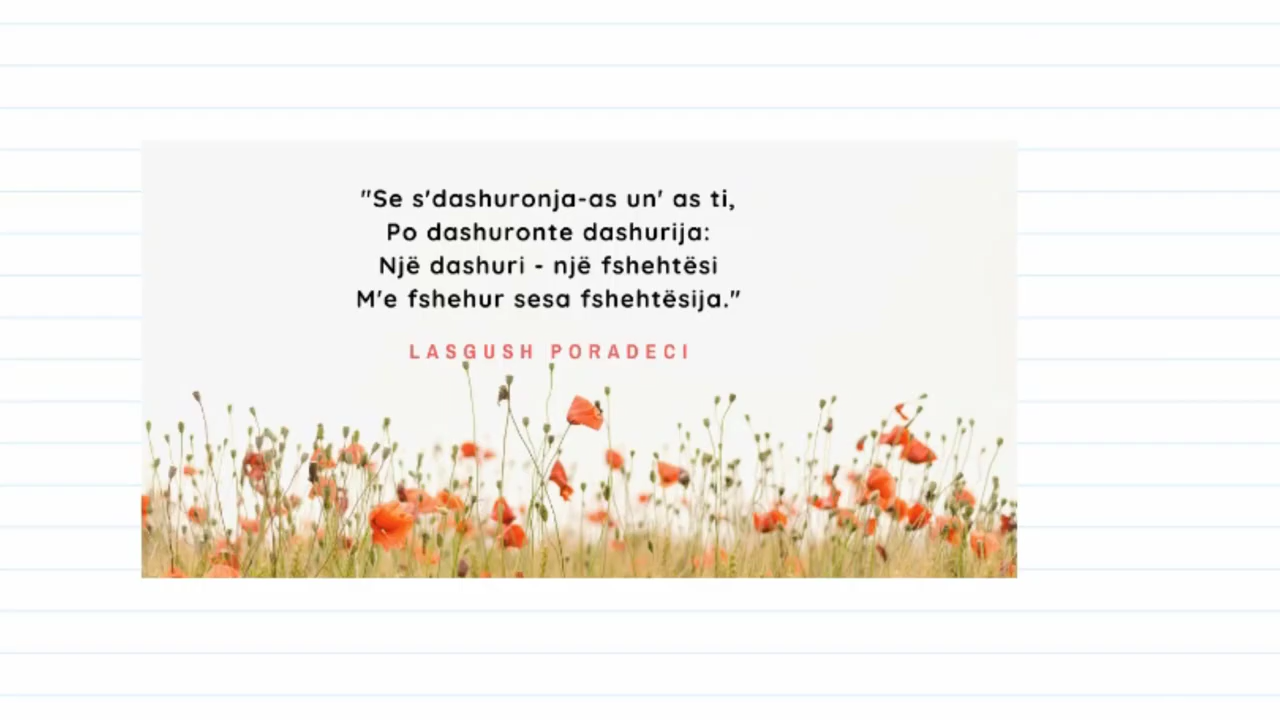 "Se s'dashuronja-as un' as ti,
Po dashuronte dashurija:
Një dashuri - një fshehtësi
M'e fshehur sesa fshehtësija."
LASGUSH PORADECI